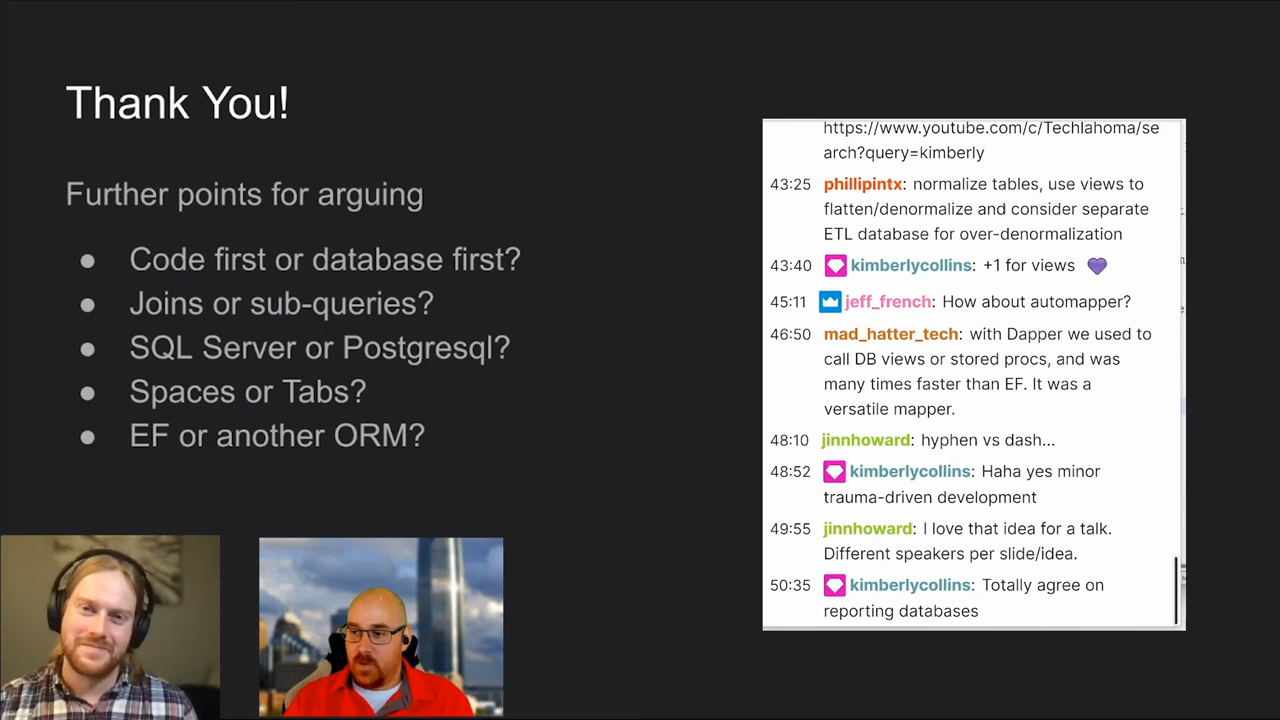 Thank You!
Further points for arguing
● Code first or database first?
● Joins or sub-queries?
● SQL Server or Postgresql?
● Spaces or Tabs?
● EF or another ORM?
https://www.youtube.com/c/Techlahoma/se
arch?query=kimberly
43:25 phillipintx: normalize tables, use views to
flatten/denormalize and consider separate
ETL database for over-denormalization
43:40 kimberlycollins: +1 for views 💜
45:11 jeff_french: How about automapper?
46:50 mad_hatter_tech: with Dapper we used to
call DB views or stored procs, and was
many times faster than EF. It was a
versatile mapper.
48:10 jinnhoward: hyphen vs dash...
48:52 kimberlycollins: Haha yes minor
trauma-driven development
49:55 jinnhoward: I love that idea for a talk.
Different speakers per slide/idea.
50:35 kimberlycollins: Totally agree on
reporting databases